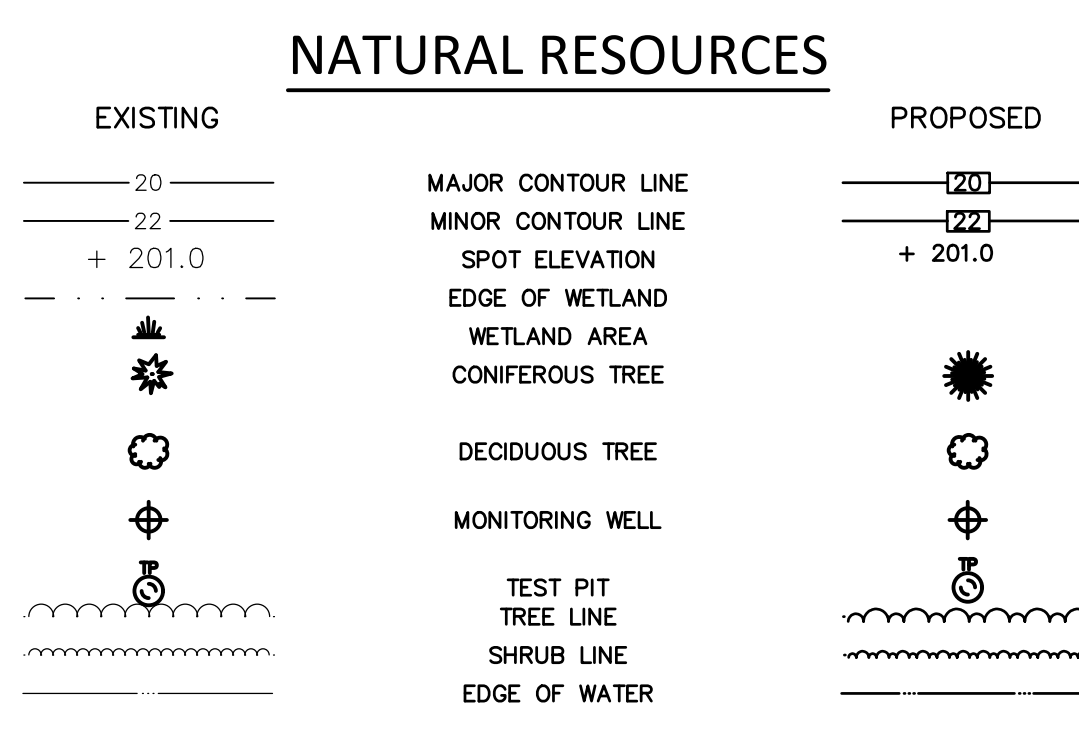 NATURAL RESOURCES
EXISTING PROPOSED
20 MAJOR CONTOUR LINE 20
22 MINOR CONTOUR LINE 22
+ 201.0 SPOT ELEVATION + 201.0
EDGE OF WETLAND
WETLAND AREA
CONIFEROUS TREE
DECIDUOUS TREE
MONITORING WELL
TP TP
TEST PIT
TREE LINE
SHRUB LINE
EDGE OF WATER